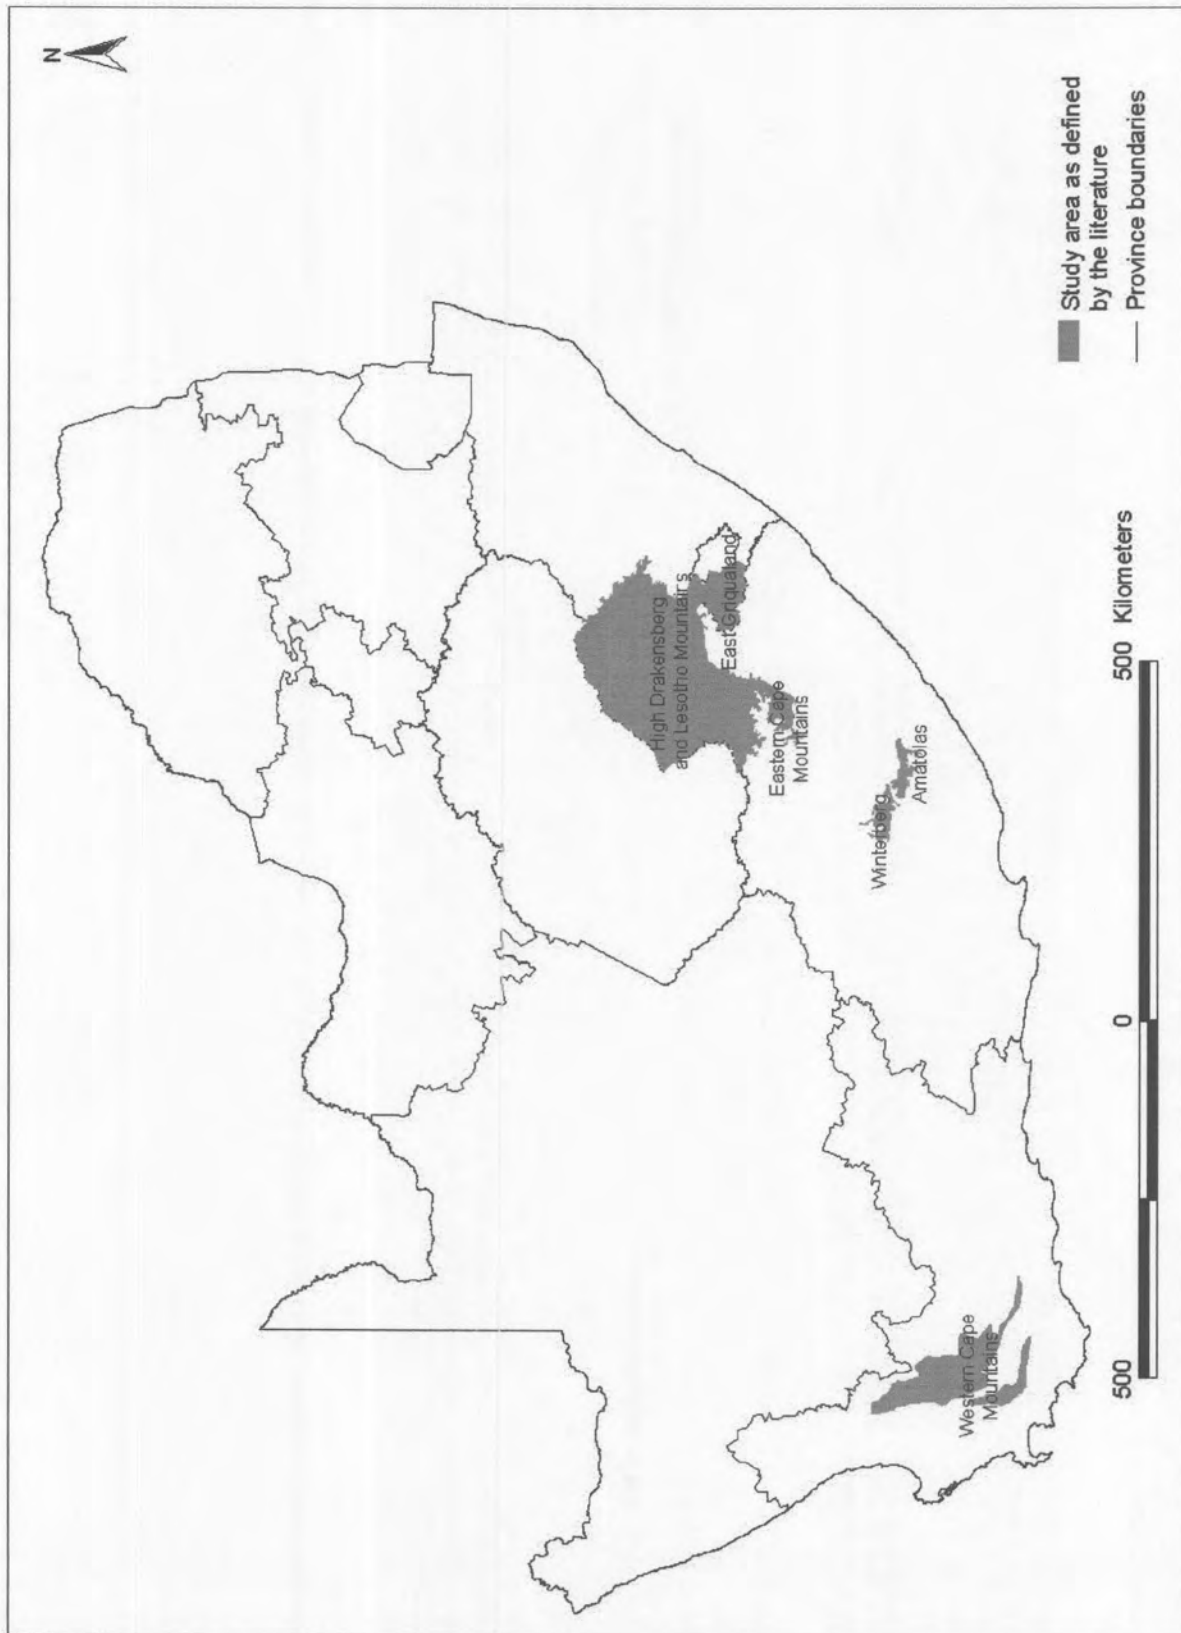 N
High Drakensberg
and Lesotho Mountains
East Griqualand
Eastern Cape
Mountains
Winterberg
Amatolas
Western Cape
Mountains
Study area as defined
by the literature
Province boundaries
500 0 500 Kilometers